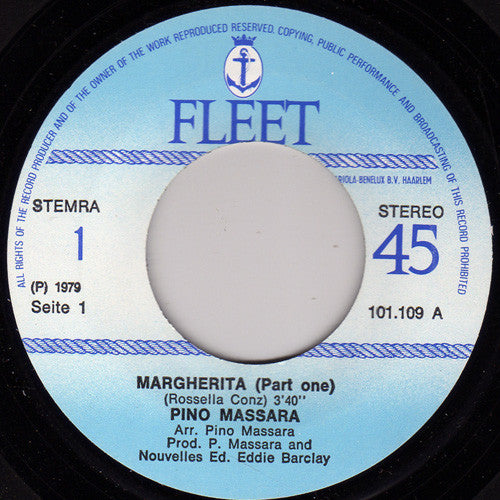 ALL RIGHTS OF THE RECORD PRODUCER AND OF THE OWNER OF THE WORK REPRODUCED RESERVED. COPYING, PUBLIC PERFORMANCE AND BROADCASTING OF THIS RECORD PROHIBITED
FLEET
ARIOLA-BENELUX B.V. HAARLEM
STEMRA
STEREO
1
45
(P) 1979
Seite 1
101.109 A
MARGHERITA (Part one)
(Rossella Conz) 3'40''
PINO MASSARA
Arr. Pino Massara
Prod. P. Massara and
Nouvelles Ed. Eddie Barclay